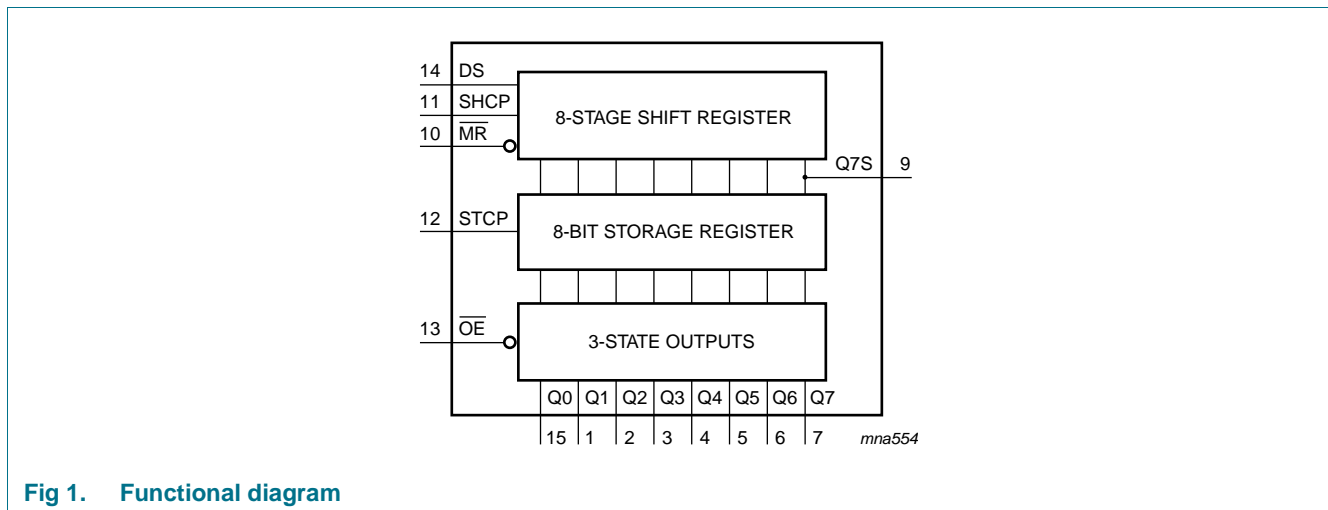 14 DS
11 SHCP
10 MR
8-STAGE SHIFT REGISTER
Q7S 9
12 STCP
8-BIT STORAGE REGISTER
13 OE
3-STATE OUTPUTS
Q0 Q1 Q2 Q3 Q4 Q5 Q6 Q7
15 1 2 3 4 5 6 7
mna554
Fig 1. Functional diagram